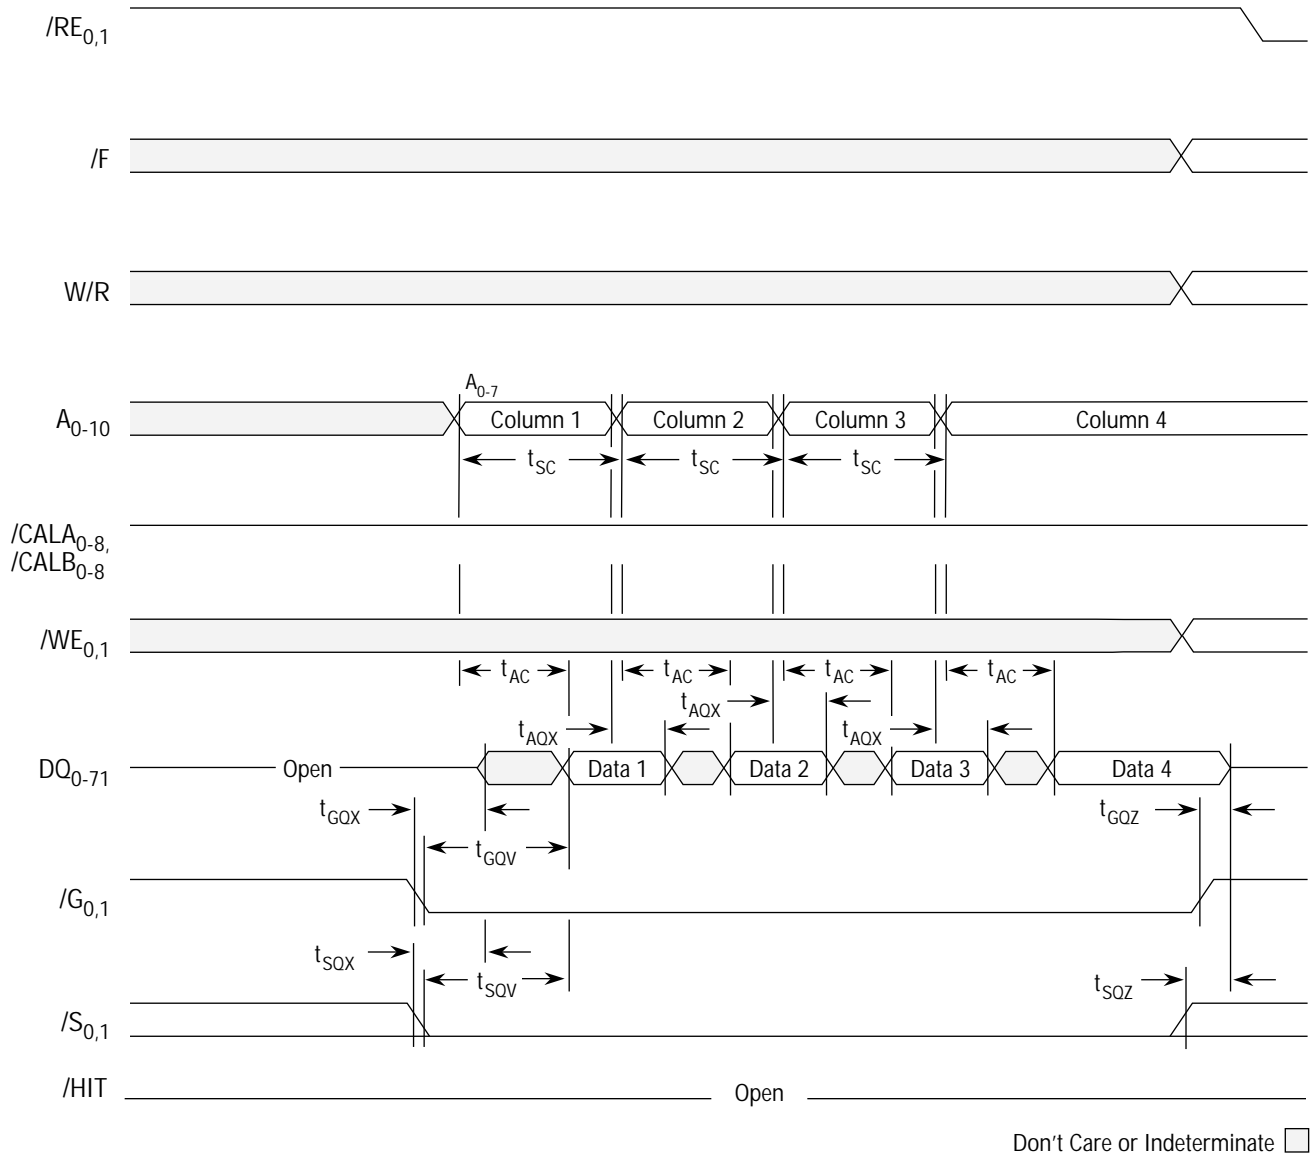 /RE0,1
/F
W/R
A0-7
A0-10 Column 1 Column 2 Column 3 Column 4
tSC tSC tSC
/CALA0-8,
/CALB0-8
/WE0,1
tAC tAC tAC tAC
tAQX
tAQX tAQX
DQ0-71 Open Data 1 Data 2 Data 3 Data 4
tGQX tGQZ
tGQV
/G0,1
tSQX
tSQV tSQZ
/S0,1
/HIT Open
Don't Care or Indeterminate